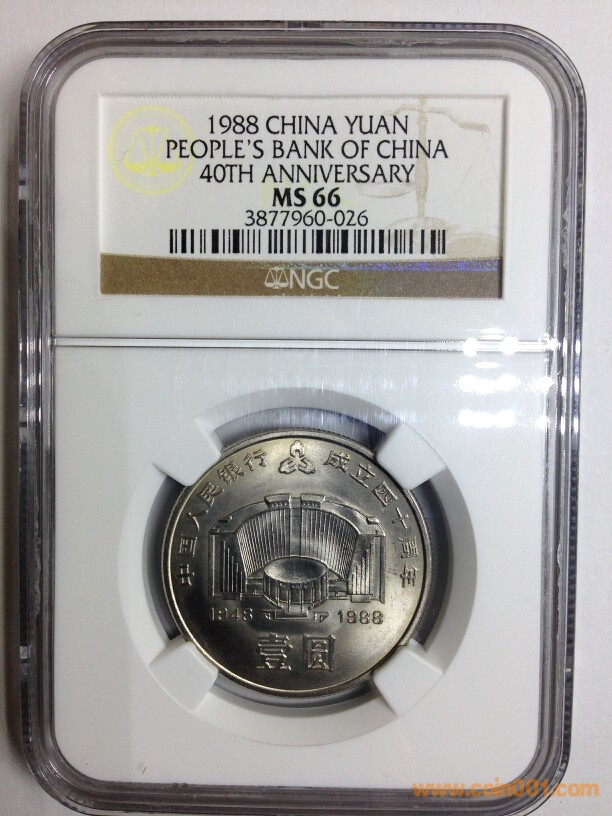 1988 CHINA YUAN
PEOPLE'S BANK OF CHINA
40TH ANNIVERSARY
MS 66
3877960-026
NGC
中国人民银行 成立四十周年
1948 1988
壹圆
www.coin001.com